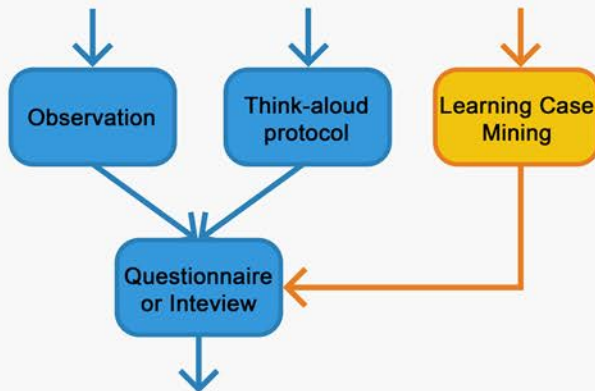 Observation
Think-aloud
protocol
Learning Case
Mining
Questionnaire
or Inteview